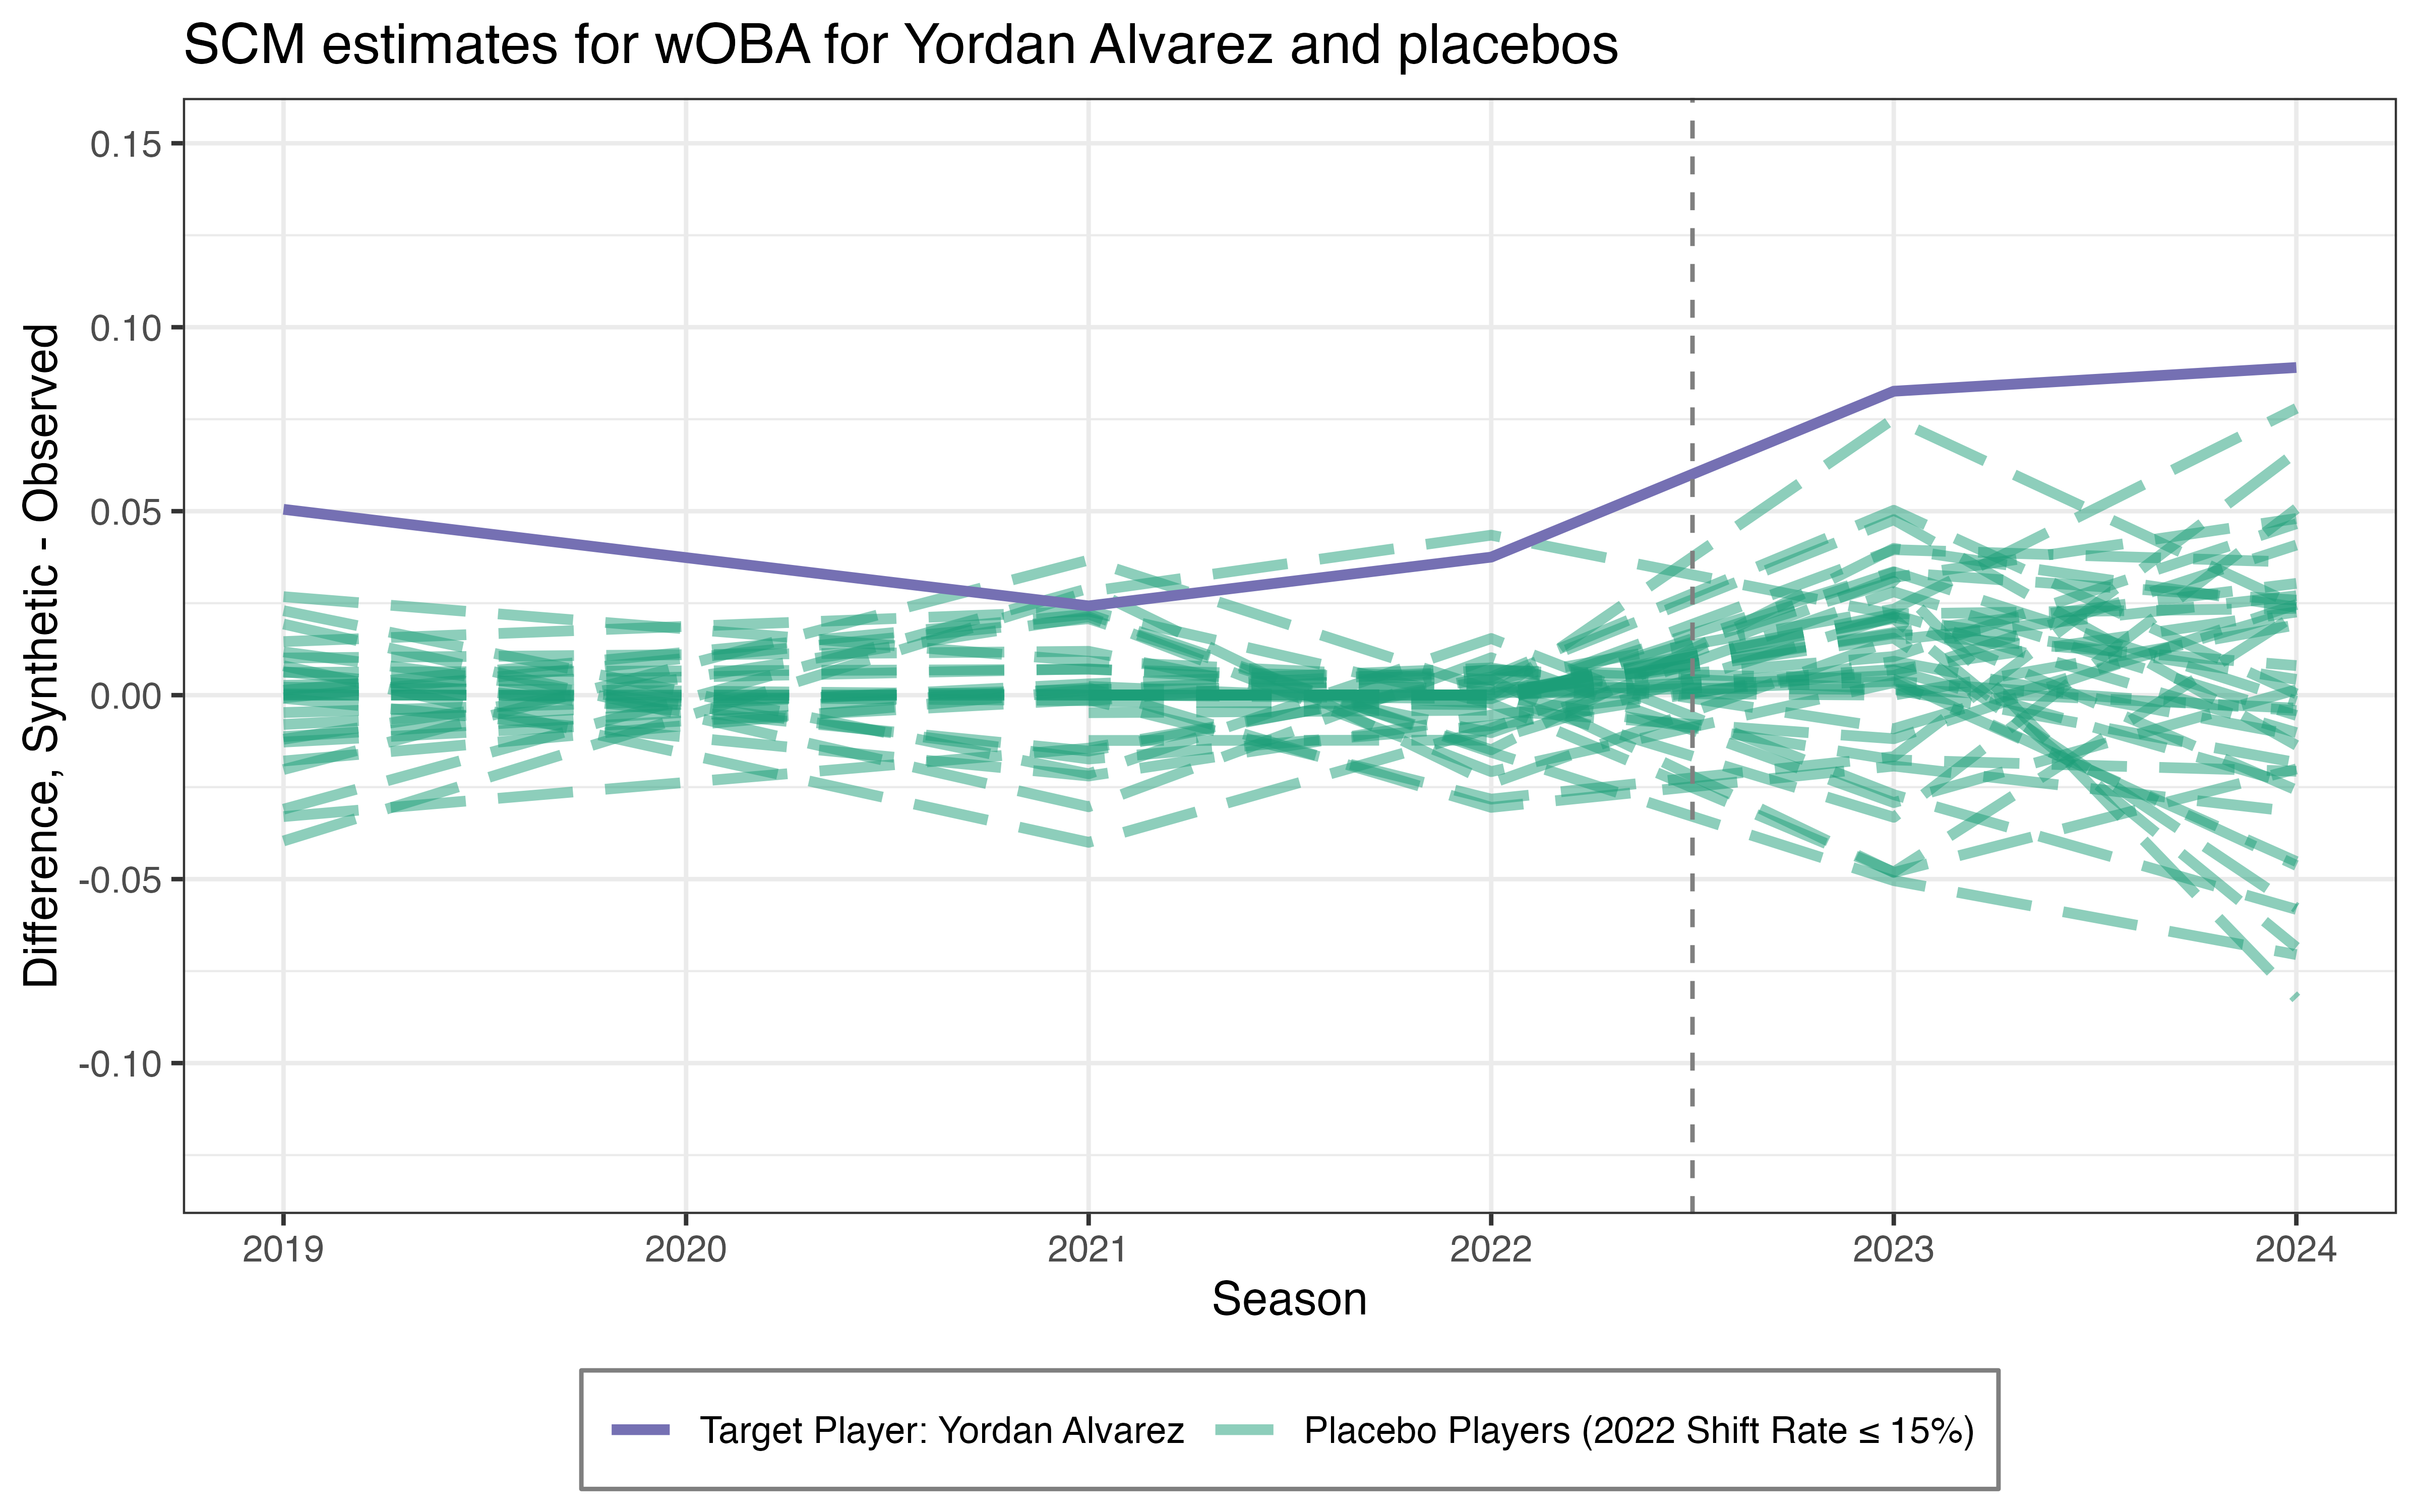 SCM estimates for wOBA for Yordan Alvarez and placebos
Difference, Synthetic - Observed
0.15
0.10
0.05
0.00
-0.05
-0.10
2019 2020 2021 2022 2023 2024
Season
Target Player: Yordan Alvarez Placebo Players (2022 Shift Rate ≤ 15%)